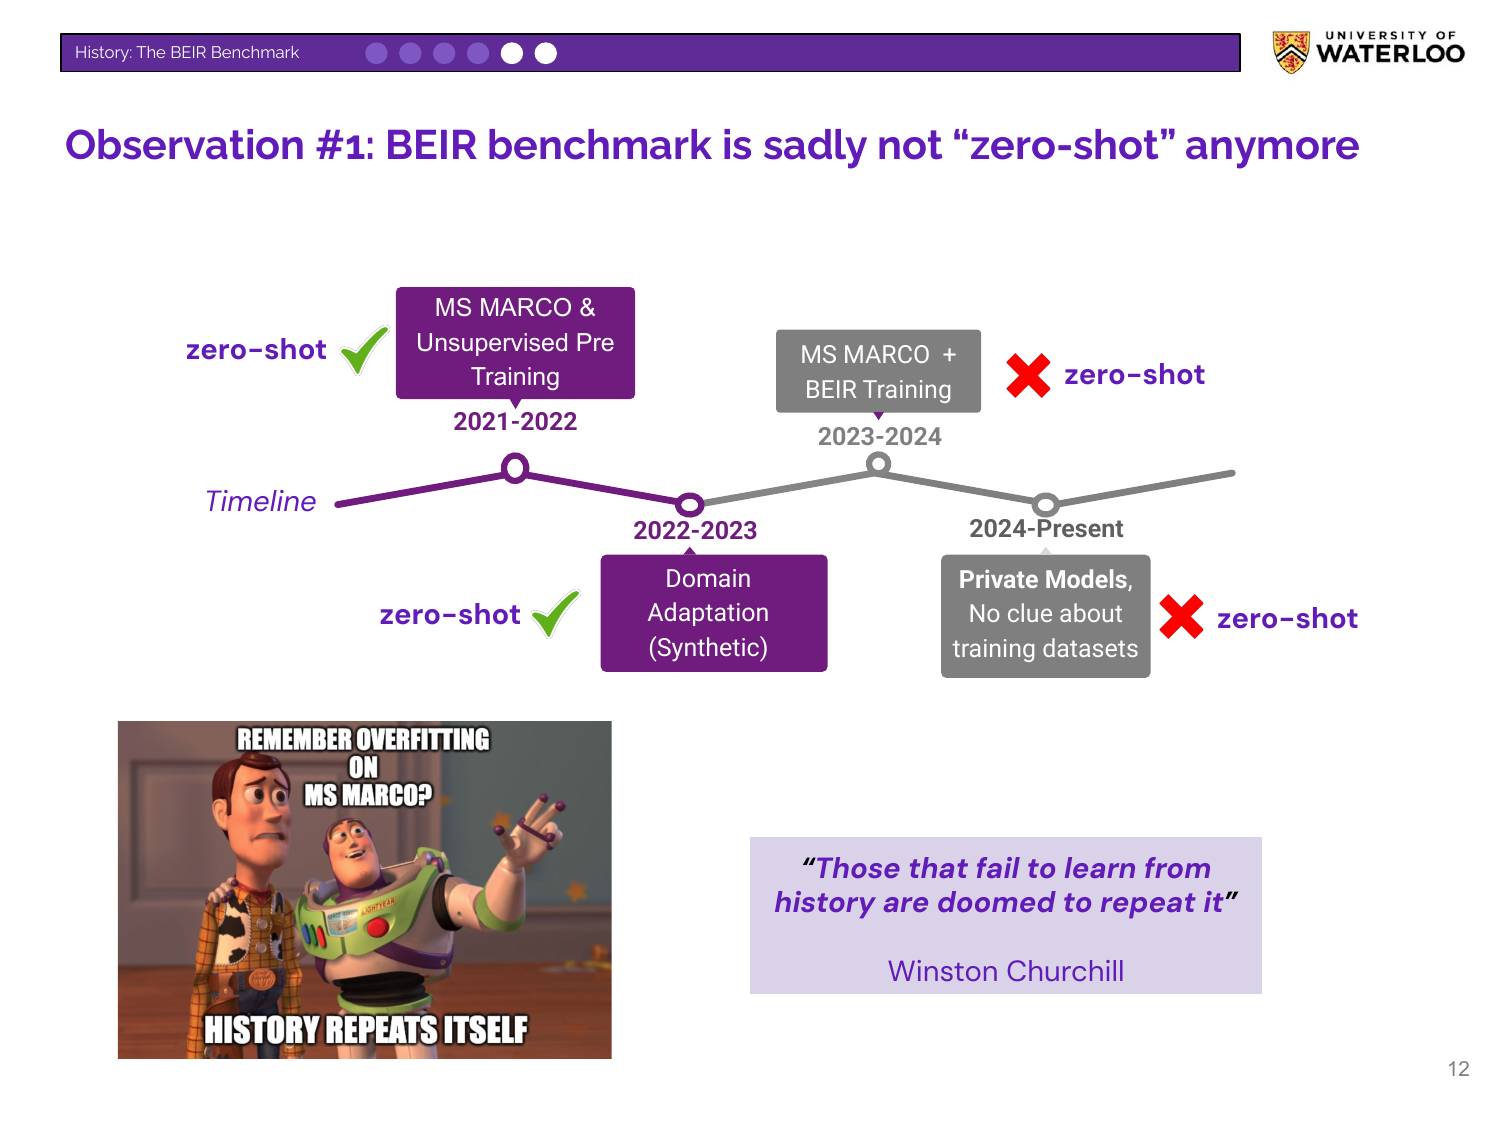 History: The BEIR Benchmark
UNIVERSITY OF
WATERLOO
Observation #1: BEIR benchmark is sadly not “zero-shot” anymore
zero-shot
MS MARCO &
Unsupervised Pre
Training
2021-2022
MS MARCO +
BEIR Training
2023-2024
zero-shot
Timeline
2022-2023
Domain
Adaptation
(Synthetic)
zero-shot
2024-Present
Private Models,
No clue about
training datasets
zero-shot
REMEMBER OVERFITTING
ON
MS MARCO?
LIGHTYEAR
HISTORY REPEATS ITSELF
“Those that fail to learn from
history are doomed to repeat it”
Winston Churchill
12